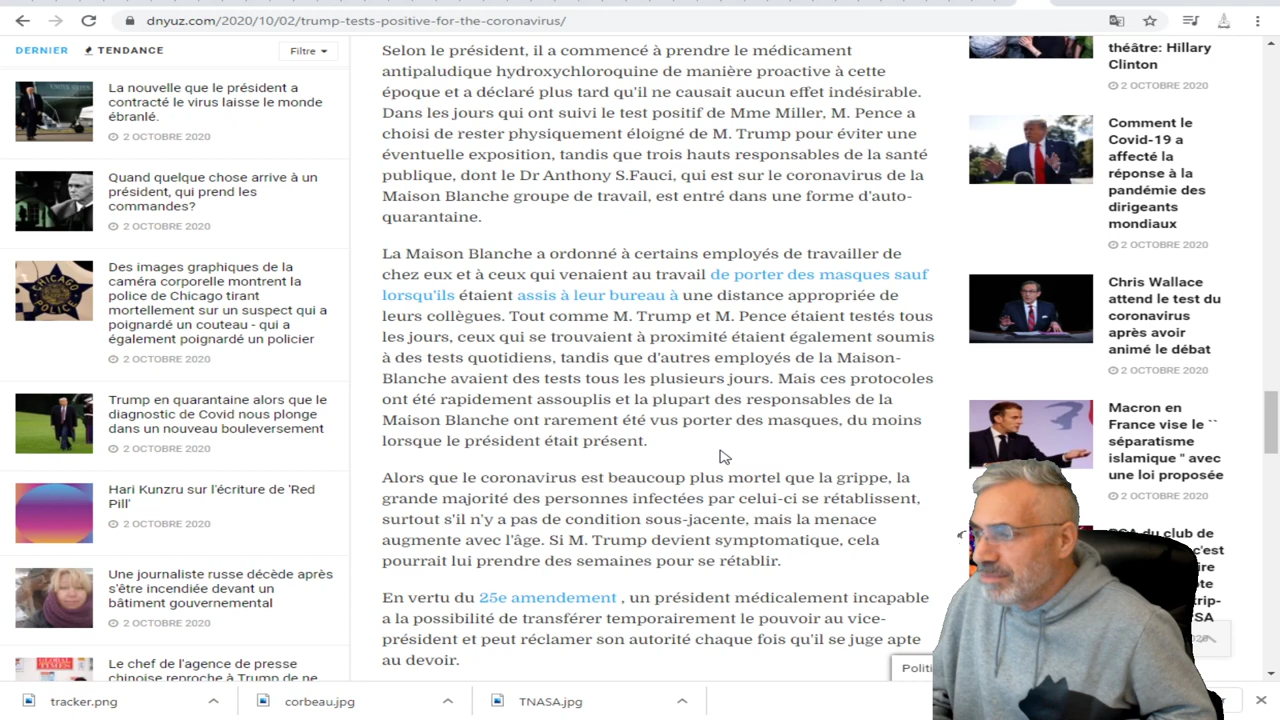 dnyuz.com/2020/10/02/trump-tests-positive-for-the-coronavirus/
DERNIER
TENDANCE
Filtre
La nouvelle que le président a
contracté le virus laisse le monde
ébranlé.
2 OCTOBRE 2020
Quand quelque chose arrive à un
président, qui prend les
commandes?
2 OCTOBRE 2020
Des images graphiques de la
caméra corporelle montrent la
police de Chicago tirant
mortellement sur un suspect qui a
poignardé un couteau - qui a
également poignardé un policier
2 OCTOBRE 2020
Trump en quarantaine alors que le
diagnostic de Covid nous plonge
dans un nouveau bouleversement
2 OCTOBRE 2020
Hari Kunzru sur l'écriture de 'Red
Pill'
2 OCTOBRE 2020
Une journaliste russe décède après
s'être incendiée devant un
bâtiment gouvernemental
2 OCTOBRE 2020
Le chef de l'agence de presse
chinoise reproche à Trump de ne
Selon le président, il a commencé à prendre le médicament
antipaludique hydroxychloroquine de manière proactive à cette
époque et a déclaré plus tard qu'il ne causait aucun effet indésirable.
Dans les jours qui ont suivi le test positif de Mme Miller, M. Pence a
choisi de rester physiquement éloigné de M. Trump pour éviter une
éventuelle exposition, tandis que trois hauts responsables de la santé
publique, dont le Dr Anthony S.Fauci, qui est sur le coronavirus de la
Maison Blanche groupe de travail, est entré dans une forme d'auto-
quarantaine.
La Maison Blanche a ordonné à certains employés de travailler de
chez eux et à ceux qui venaient au travail de porter des masques sauf
lorsqu'ils étaient assis à leur bureau à une distance appropriée de
leurs collègues. Tout comme M. Trump et M. Pence étaient testés tous
les jours, ceux qui se trouvaient à proximité étaient également soumis
à des tests quotidiens, tandis que d'autres employés de la Maison-
Blanche avaient des tests tous les plusieurs jours. Mais ces protocoles
ont été rapidement assouplis et la plupart des responsables de la
Maison Blanche ont rarement été vus porter des masques, du moins
lorsque le président était présent.
Alors que le coronavirus est beaucoup plus mortel que la grippe, la
grande majorité des personnes infectées par celui-ci se rétablissent,
surtout s'il n'y a pas de condition sous-jacente, mais la menace
augmente avec l'âge. Si M. Trump devient symptomatique, cela
pourrait lui prendre des semaines pour se rétablir.
En vertu du 25e amendement , un président médicalement incapable
a la possibilité de transférer temporairement le pouvoir au vice-
président et peut réclamer son autorité chaque fois qu'il se juge apte
au devoir.
Politi
théâtre: Hillary
Clinton
2 OCTOBRE 2020
Comment le
Covid-19 a
affecté la
réponse à la
pandémie des
dirigeants
mondiaux
2 OCTOBRE 2020
Chris Wallace
attend le test du
coronavirus
après avoir
animé le débat
2 OCTOBRE 2020
Macron en
France vise le ``
séparatisme
islamique '' avec
une loi proposée
2 OCTOBRE 2020
du club de
c'est
tracker.png
corbeau.jpg
TNASA.jpg